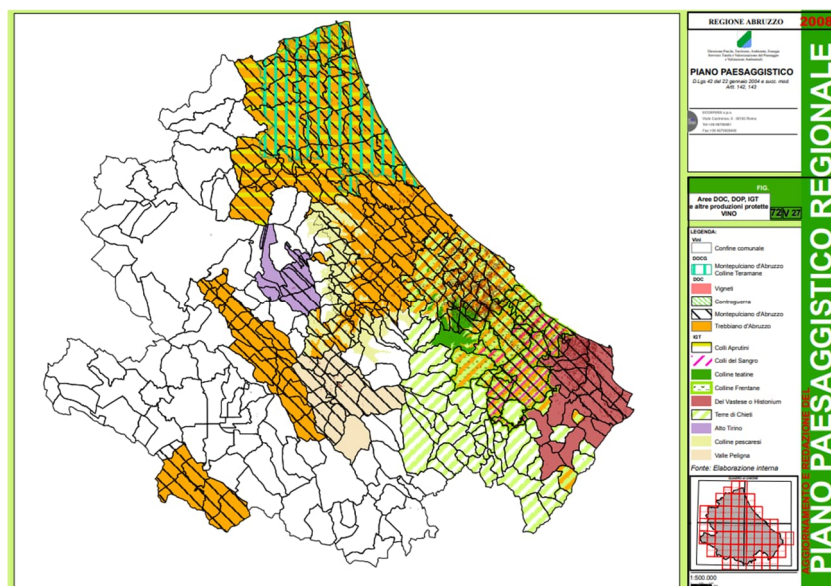 REGIONE ABRUZZO
2008
PIANO PAESAGGISTICO
D.Lgs 42 del 22 gennaio 2004 e succ. mod.
Artt. 142, 143
FIG.
Aree DOC, DOP, IGT
e altre produzioni protette
VINO
72 V 27
LEGENDA:
Vini
Confine comunale
DOCG
Montepulciano d'Abruzzo
Colline Teramane
DOC
Vigneti
Controguerra
Montepulciano d'Abruzzo
Trebbiano d'Abruzzo
IGT
Colli Aprutini
Colli del Sangro
Colline teatine
Colline Frentane
Del Vastese o Histonium
Terre di Chieti
Alto Tirino
Colline pescaresi
Valle Peligna
Fonte: Elaborazione interna
1:500.000
AGGIORNAMENTO E REDAZIONE DEL
PIANO PAESAGGISTICO REGIONALE